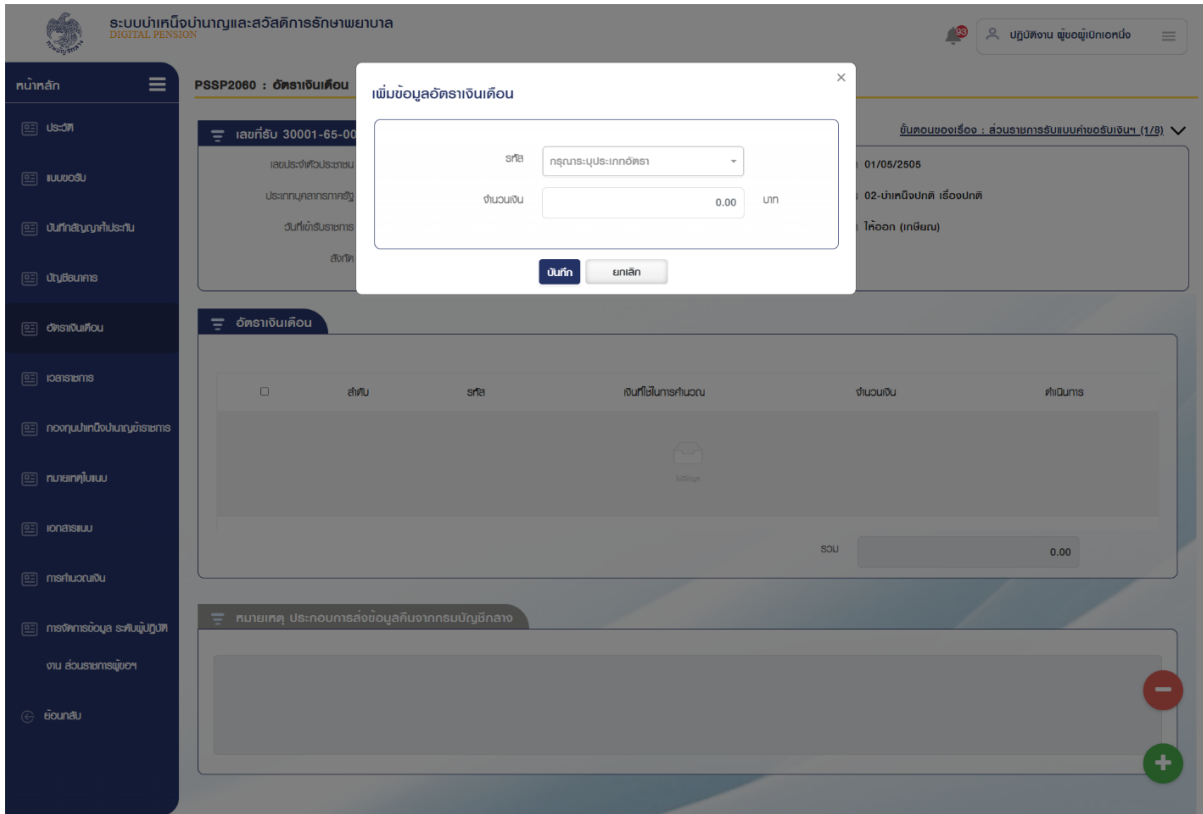 ระบบบำเหน็จบำนาญและสวัสดิการรักษาพยาบาล
DIGITAL PENSION
93
ปฏิบัติงาน ผู้ขอผู้เบิกเอกหนึ่ง
หน้าหลัก
PSSP2060 : อัตราเงินเดือน
เพิ่มข้อมูลอัตราเงินเดือน
×
ประวัติ
เลขที่รับ 30001-65-00
ขั้นตอนของเรื่อง : ส่วนราชการรับแบบคำขอรับเงินฯ (1/8)
เลขประจำตัวประชาชน
รหัส
กรุณาระบุประเภทอัตรา
01/05/2505
แบบขอรับ
ประเภทบุคลากรภาครัฐ
จำนวนเงิน
0.00
บาท
02-บำเหน็จปกติ เรื่องปกติ
บันทึกสัญญาค้ำประกัน
วันที่เข้ารับราชการ
ให้ออก (เกษียณ)
สังกัด
บันทึก
ยกเลิก
บัญชีธนาคาร
อัตราเงินเดือน
อัตราเงินเดือน
เวลาราชการ
ลำดับ
รหัส
เงินที่ใช้ในการคำนวณ
จำนวนเงิน
ดำเนินการ
กองทุนบำเหน็จบำนาญข้าราชการ
หมายเหตุในแบบ
ไม่มีข้อมูล
เอกสารแบบ
รวม
0.00
การคำนวณเงิน
หมายเหตุ ประกอบการส่งข้อมูลคืนจากกรมบัญชีกลาง
การจัดการข้อมูล ระดับผู้ปฏิบัติ
งาน ส่วนราชการผู้ขอฯ
ย้อนกลับ